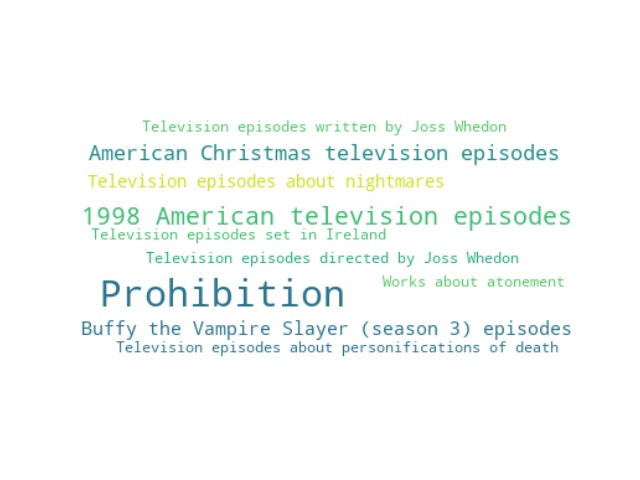 Television episodes written by Joss Whedon
American Christmas television episodes
Television episodes about nightmares
1998 American television episodes
Television episodes set in Ireland
Television episodes directed by Joss Whedon
Works about atonement
Prohibition
Buffy the Vampire Slayer (season 3) episodes
Television episodes about personifications of death